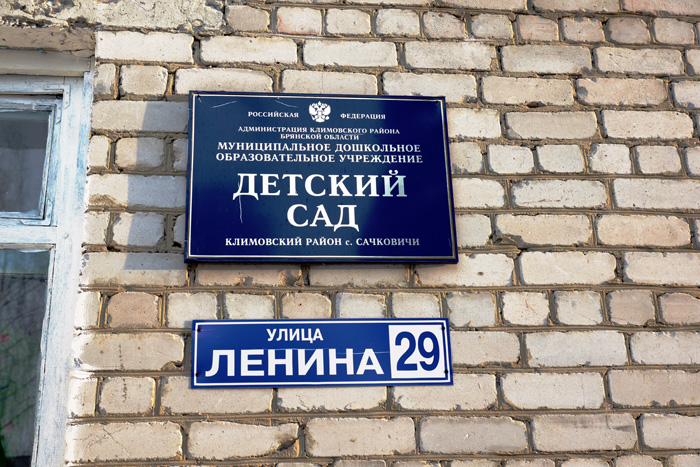 РОССИЙСКАЯ ФЕДЕРАЦИЯ
АДМИНИСТРАЦИЯ КЛИМОВСКОГО РАЙОНА
БРЯНСКОЙ ОБЛАСТИ
МУНИЦИПАЛЬНОЕ ДОШКОЛЬНОЕ
ОБРАЗОВАТЕЛЬНОЕ УЧРЕЖДЕНИЕ
ДЕТСКИЙ
САД
КЛИМОВСКИЙ РАЙОН с. САЧКОВИЧИ
УЛИЦА
ЛЕНИНА 29